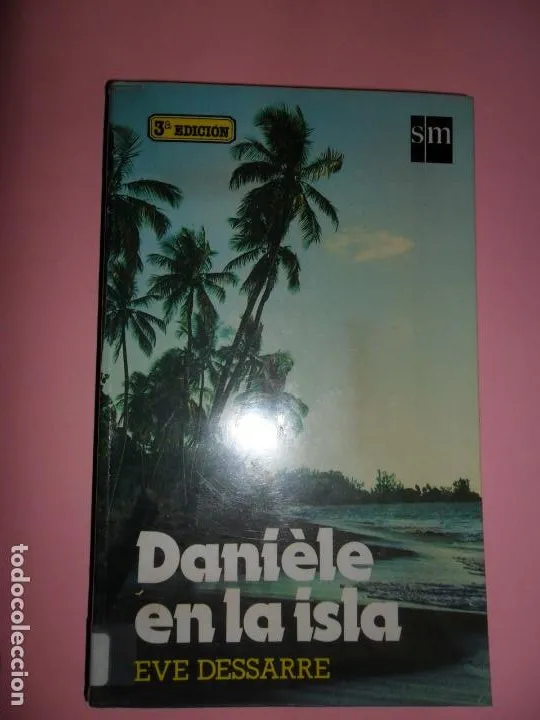 3ª EDICION
sm
Danièle
en la isla
EVE DESSARRE
todocoleccion